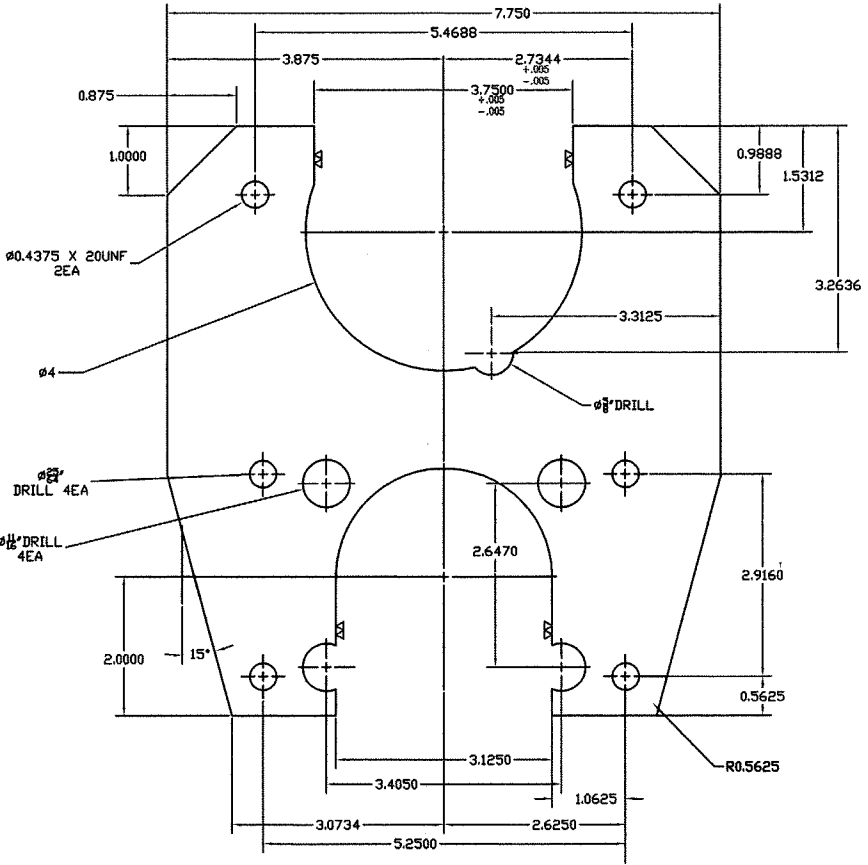 7.750
5.4688
3.875
2.7344
+.005
-.005
0.875
3.7500
+.005
-.005
1.0000
0.9888
1.5312
Ø0.4375 X 20UNF
2EA
3.2636
3.3125
Ø4
Ø5/8"DRILL
Ø25/64"
DRILL 4EA
Ø11/16"DRILL
4EA
2.6470
2.9160
15°
2.0000
0.5625
3.1250
R0.5625
3.4050
1.0625
3.0734
2.6250
5.2500